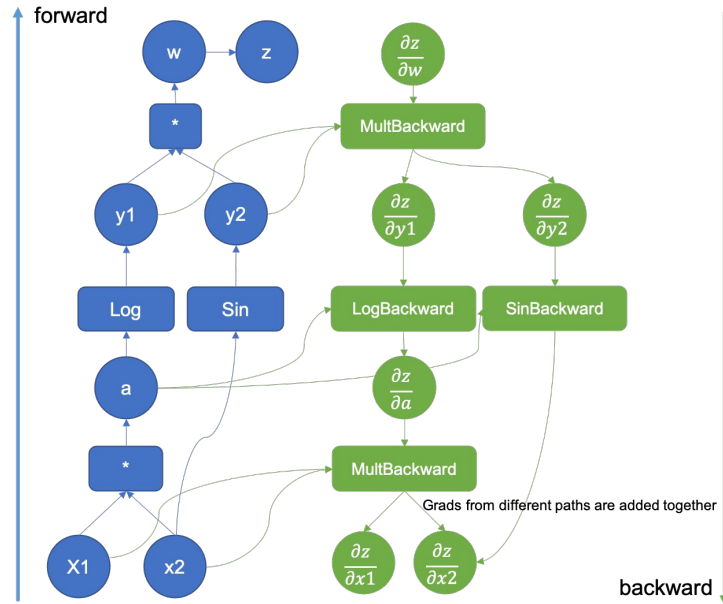 forward
w
z
∂z
∂w
*
MultBackward
y1
y2
∂z
∂y1
∂z
∂y2
Log
Sin
LogBackward
SinBackward
a
∂z
∂a
*
MultBackward
Grads from different paths are added together
X1
x2
∂z
∂x1
∂z
∂x2
backward